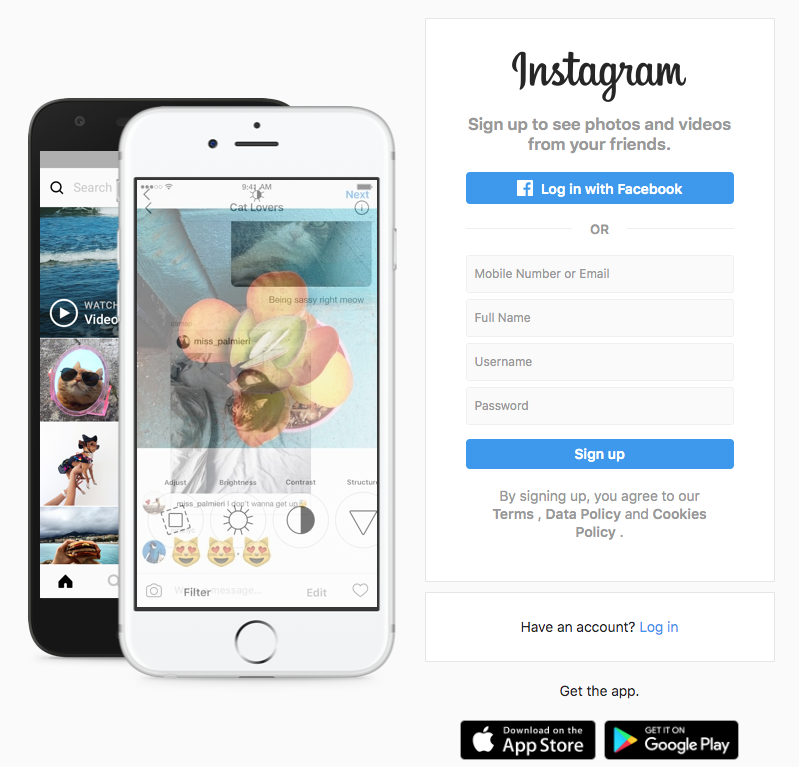 Instagram
Sign up to see photos and videos
from your friends.
Log in with Facebook
OR
Mobile Number or Email
Full Name
Username
Password
Sign up
By signing up, you agree to our
Terms , Data Policy and Cookies
Policy .
Have an account? Log in
Get the app.
Download on the
App Store
GET IT ON
Google Play
Search
WATCH
Video
9:41 AM
Next
Cat Lovers
Being sassy right meow
miss_palmieri
Adjust Brightness Contrast Structure
miss_palmieri I don't wanna get up
message...
Filter Edit